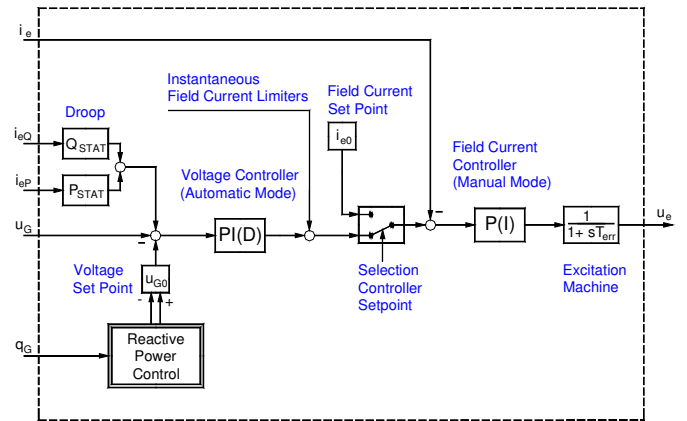 i e
Instantaneous
Field Current Limiters
Field Current
Set Point
Droop
i e0
i eQ
Q STAT
Field Current
Controller
(Manual Mode)
Voltage Controller
(Automatic Mode)
i eP
P STAT
−
u G
−
PI(D)
P(I)
1
1+ sT err
u e
Voltage
Set Point
u G0
Selection
Controller
Setpoint
Excitation
Machine
- +
q G
Reactive
Power
Control